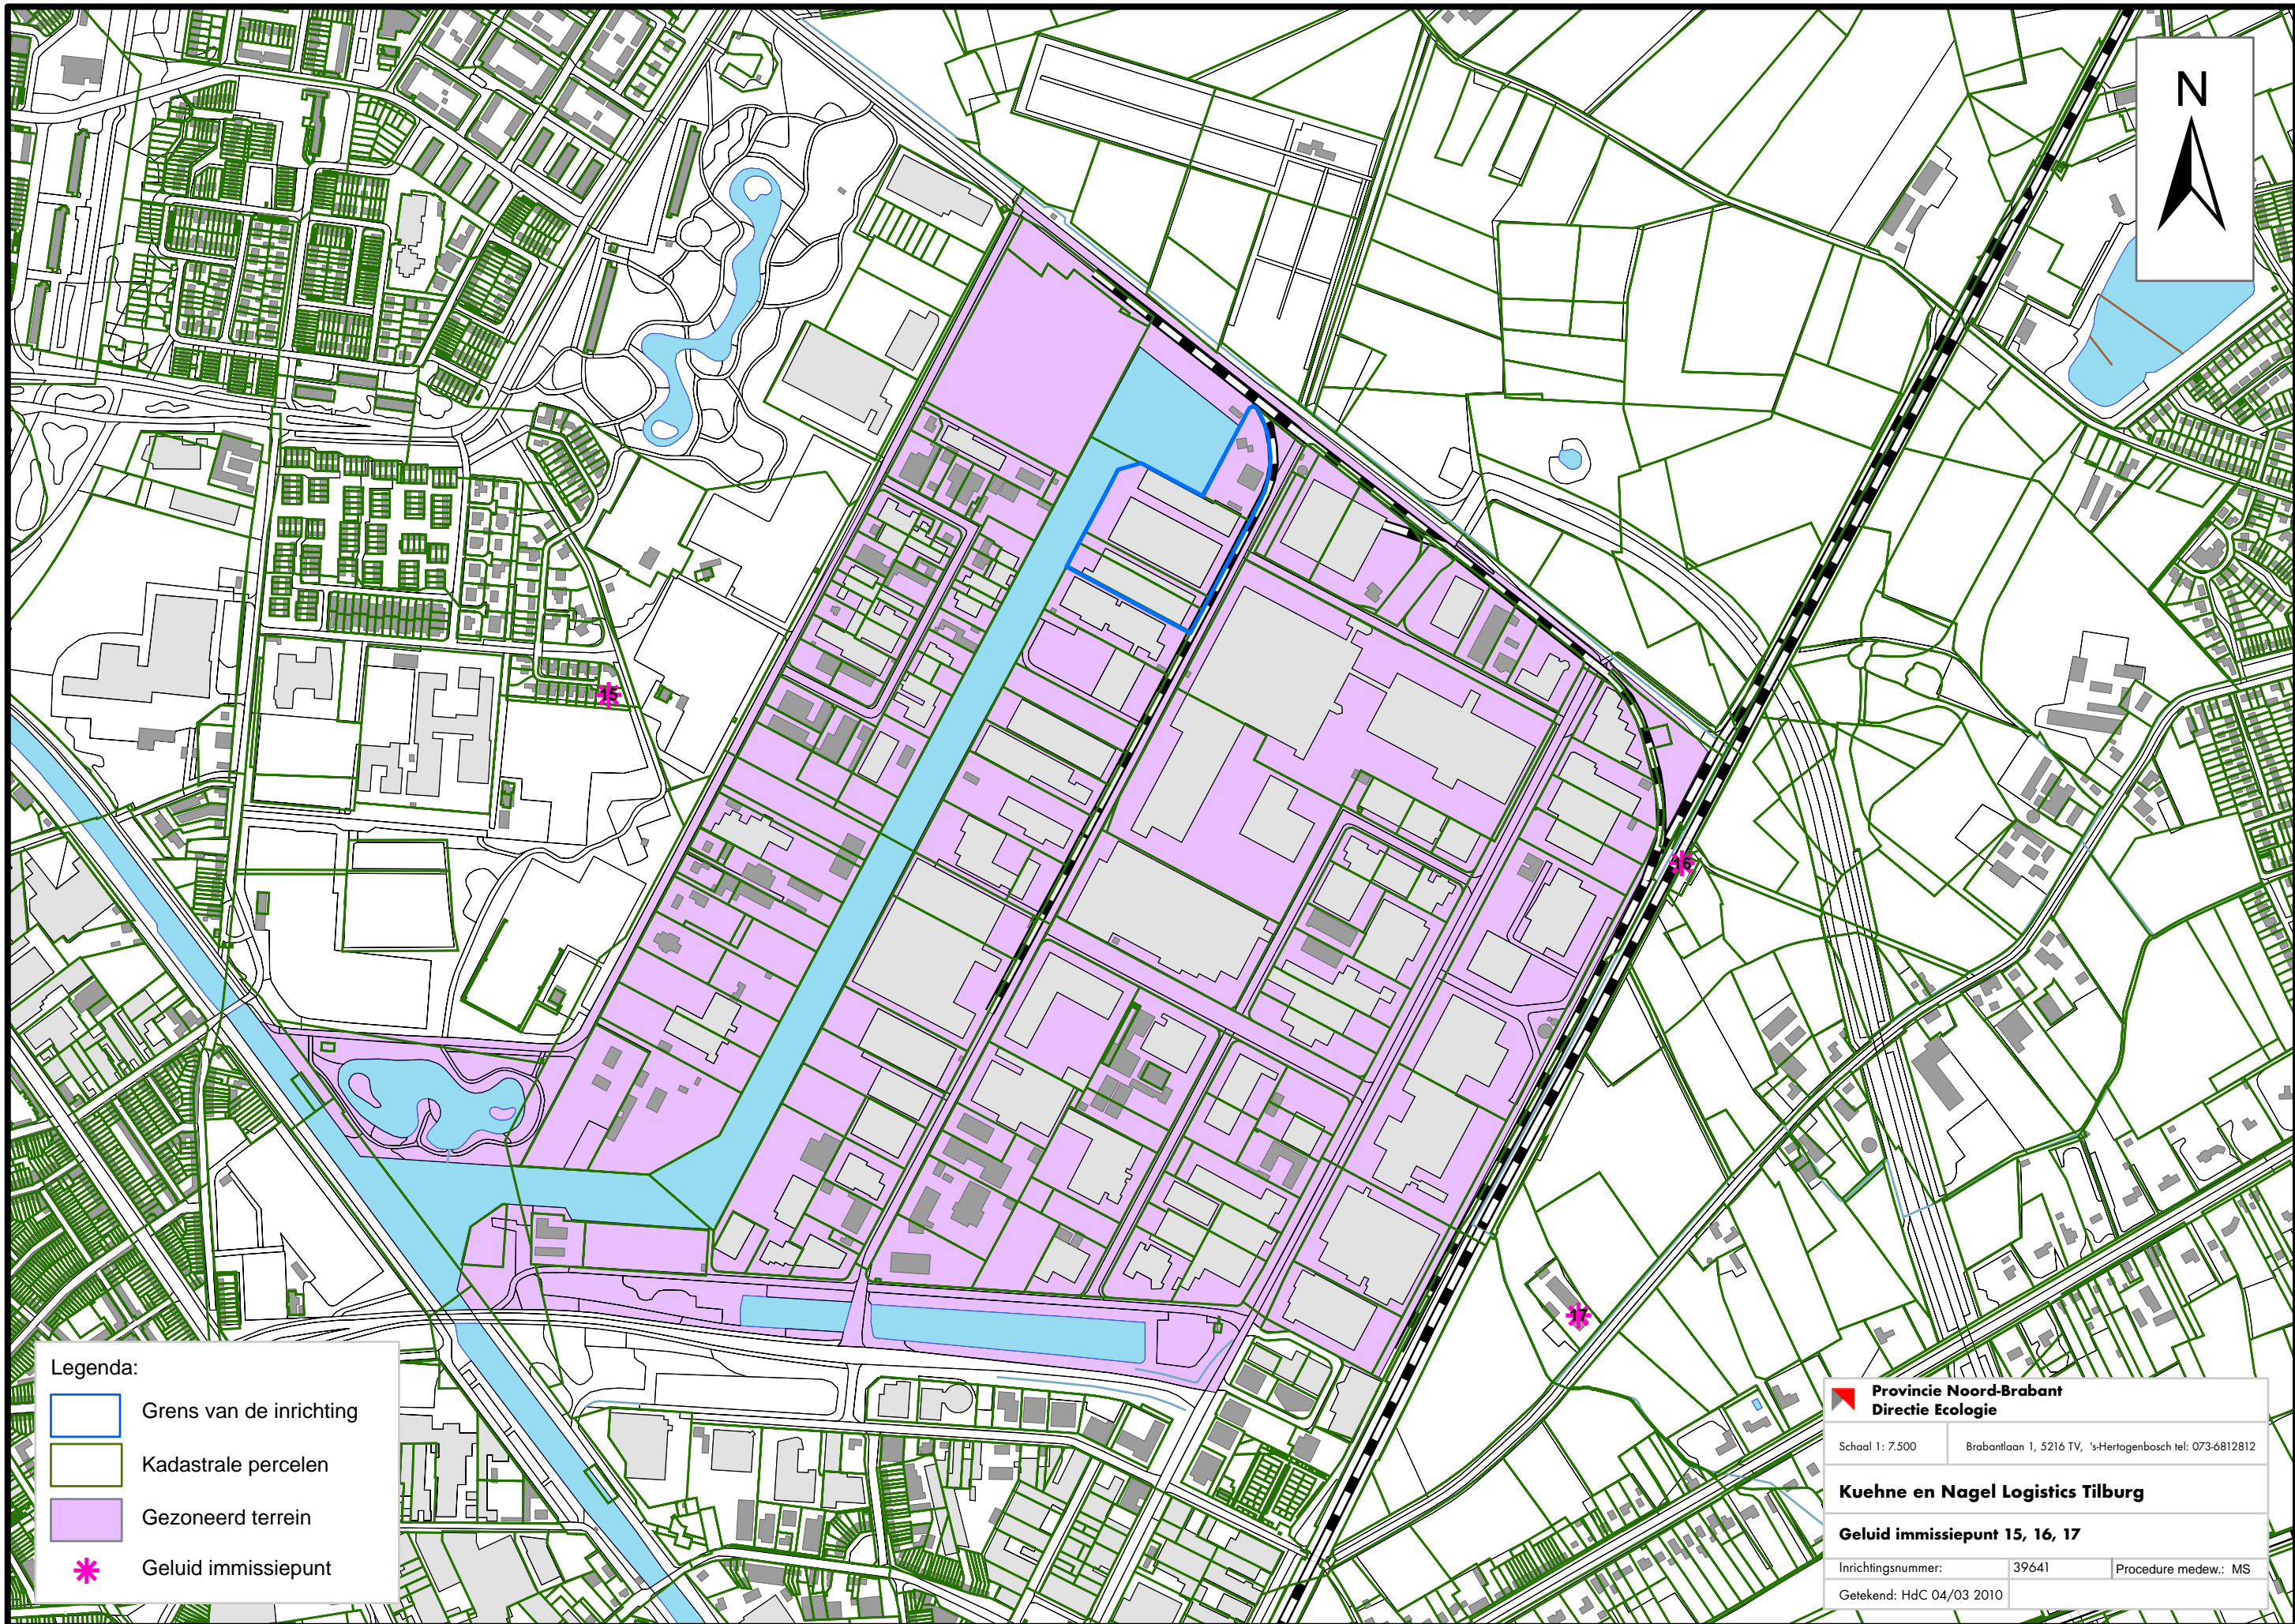 N
15
16
17
Legenda:
Grens van de inrichting
Kadastrale percelen
Gezoneerd terrein
Geluid immissiepunt
Provincie Noord-Brabant
Directie Ecologie
Schaal 1: 7.500 Brabantlaan 1, 5216 TV, 's-Hertogenbosch tel: 073-6812812
Kuehne en Nagel Logistics Tilburg
Geluid immissiepunt 15, 16, 17
Inrichtingsnummer: 39641 Procedure medew.: MS
Getekend: HdC 04/03 2010